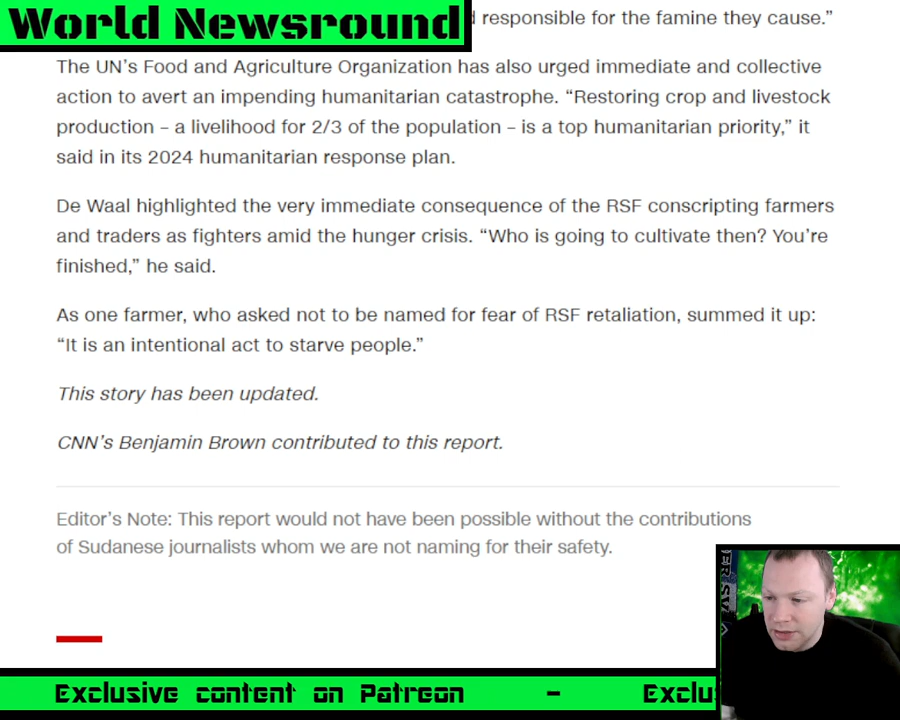 World Newsround
responsible for the famine they cause.”
The UN’s Food and Agriculture Organization has also urged immediate and collective
action to avert an impending humanitarian catastrophe. “Restoring crop and livestock
production – a livelihood for 2/3 of the population – is a top humanitarian priority,” it
said in its 2024 humanitarian response plan.
De Waal highlighted the very immediate consequence of the RSF conscripting farmers
and traders as fighters amid the hunger crisis. “Who is going to cultivate then? You’re
finished,” he said.
As one farmer, who asked not to be named for fear of RSF retaliation, summed it up:
“It is an intentional act to starve people.”
This story has been updated.
CNN’s Benjamin Brown contributed to this report.
Editor’s Note: This report would not have been possible without the contributions
of Sudanese journalists whom we are not naming for their safety.
Exclusive content on Patreon – Exclu